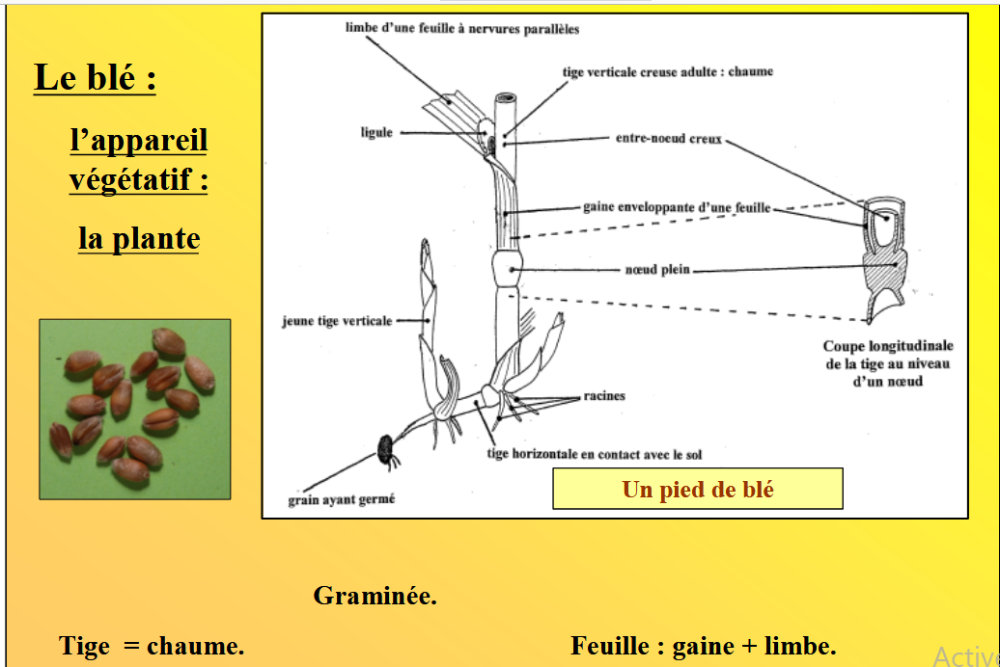 Le blé :
l’appareil
végétatif :
la plante
limbe d’une feuille à nervures parallèles
tige verticale creuse adulte : chaume
ligule
entre-noeud creux
gaine enveloppante d’une feuille
nœud plein
jeune tige verticale
Coupe longitudinale
de la tige au niveau
d’un nœud
racines
tige horizontale en contact avec le sol
grain ayant germé
Un pied de blé
Graminée.
Tige = chaume.
Feuille : gaine + limbe.